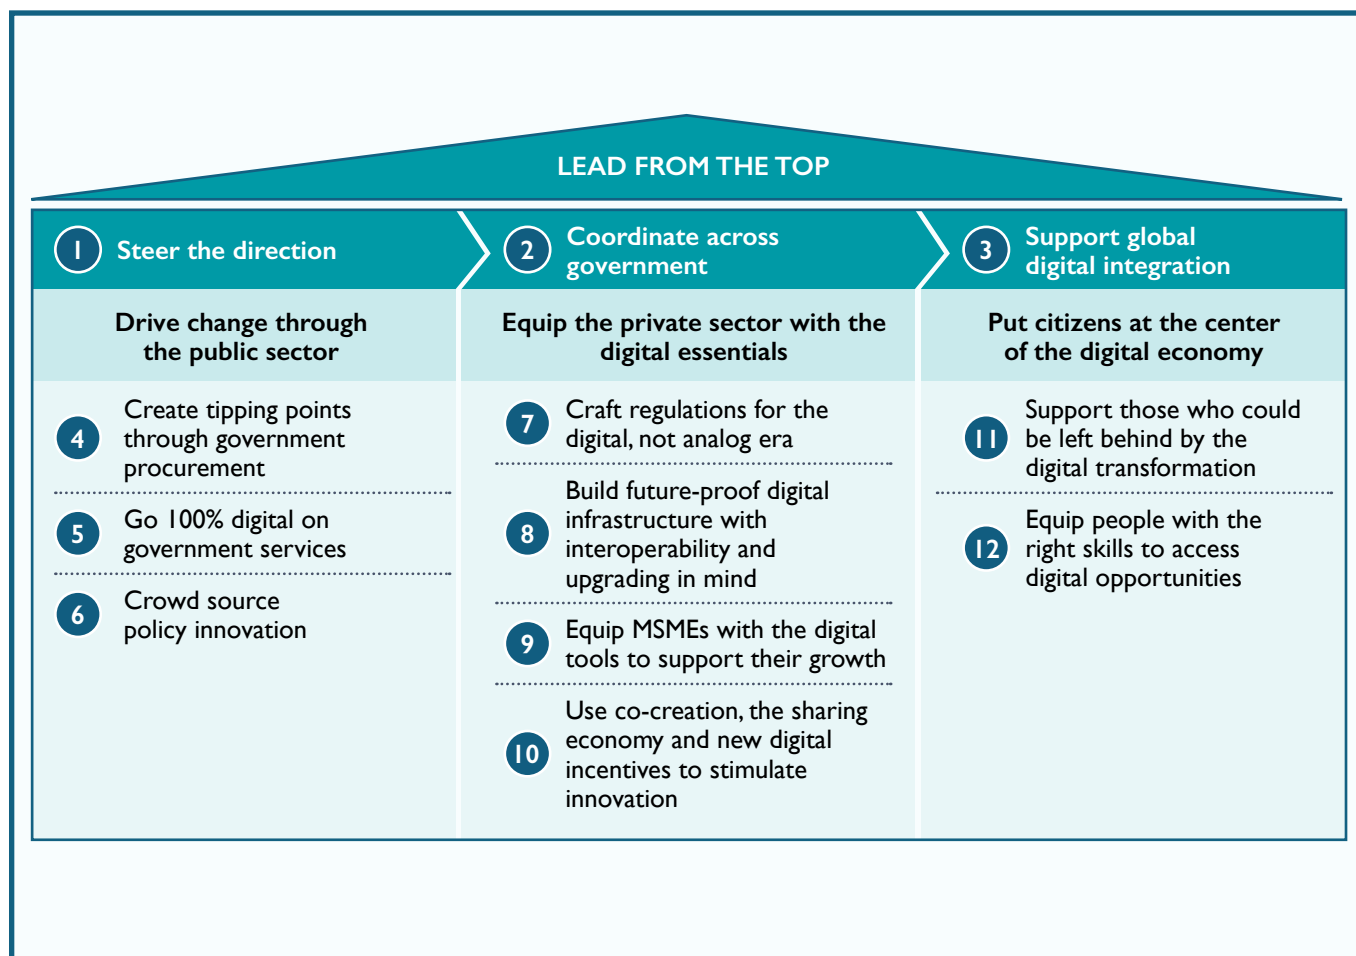 LEAD FROM THE TOP
1
Steer the direction
2
Coordinate across
government
3
Support global
digital integration
Drive change through
the public sector
4
Create tipping points
through government
procurement
5
Go 100% digital on
government services
6
Crowd source
policy innovation
Equip the private sector with the
digital essentials
7
Craft regulations for the
digital, not analog era
8
Build future-proof digital
infrastructure with
interoperability and
upgrading in mind
9
Equip MSMEs with the digital
tools to support their growth
10
Use co-creation, the sharing
economy and new digital
incentives to stimulate
innovation
Put citizens at the center
of the digital economy
11
Support those who could
be left behind by the
digital transformation
12
Equip people with the
right skills to access
digital opportunities